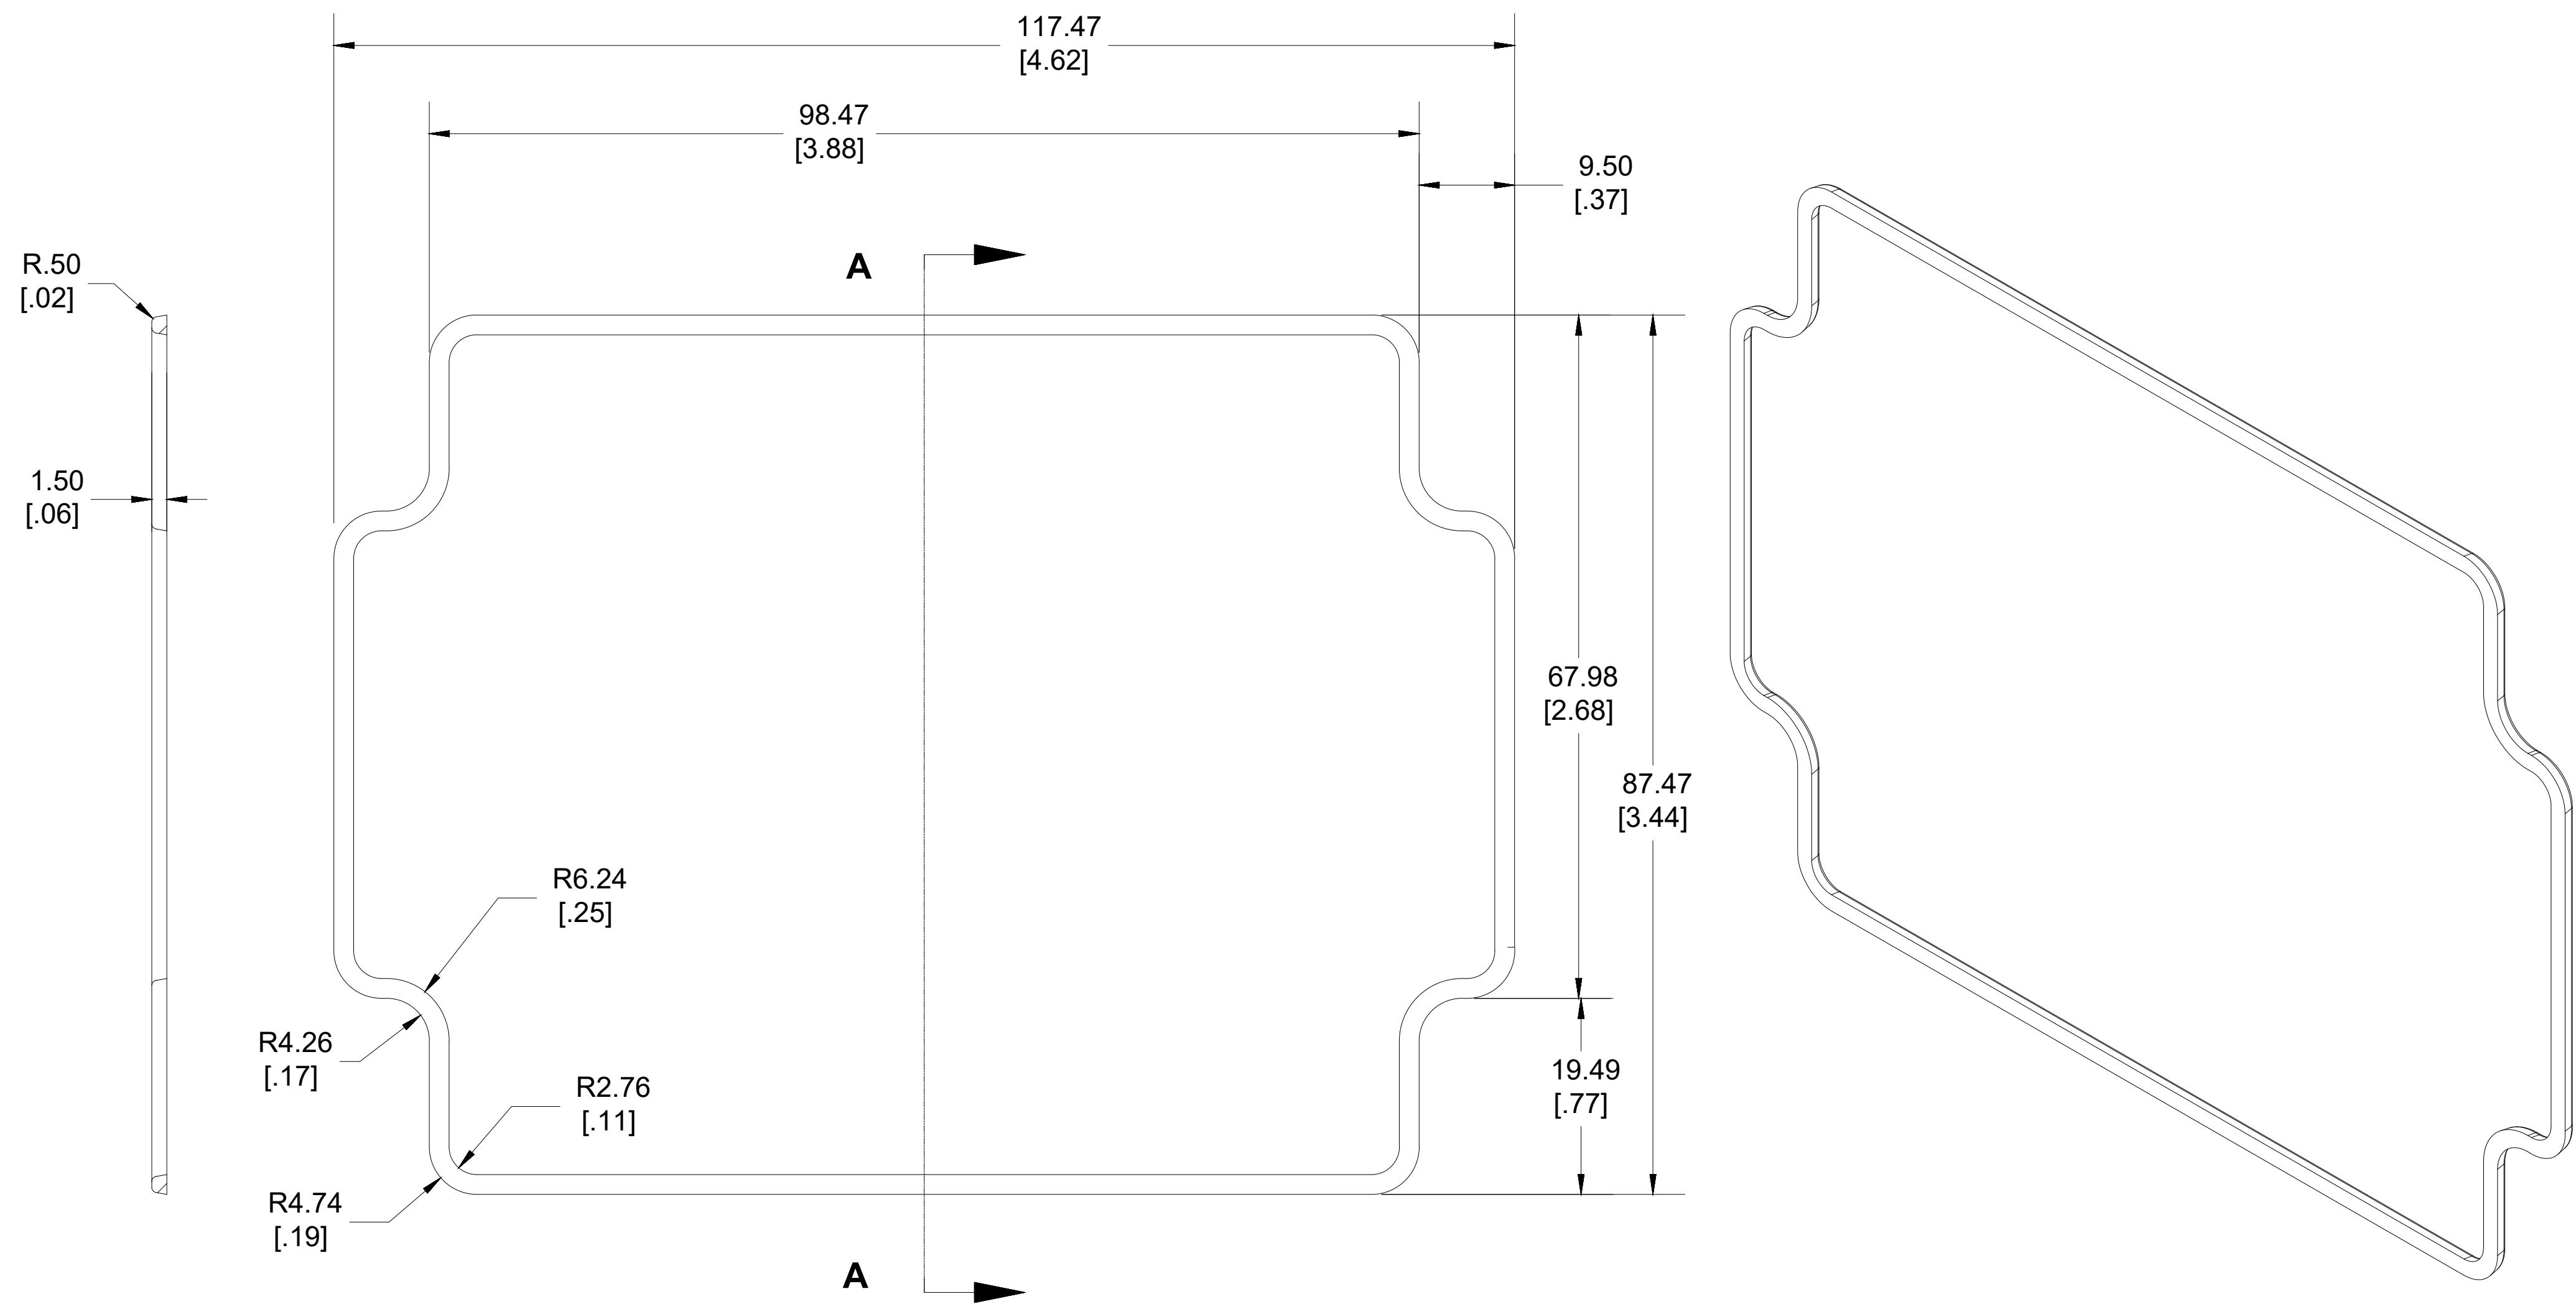 117.47
[4.62]
98.47
[3.88]
9.50
[.37]
A
R.50
[.02]
1.50
[.06]
67.98
[2.68]
87.47
[3.44]
R6.24
[.25]
R4.26
[.17]
R2.76
[.11]
19.49
[.77]
R4.74
[.19]
A